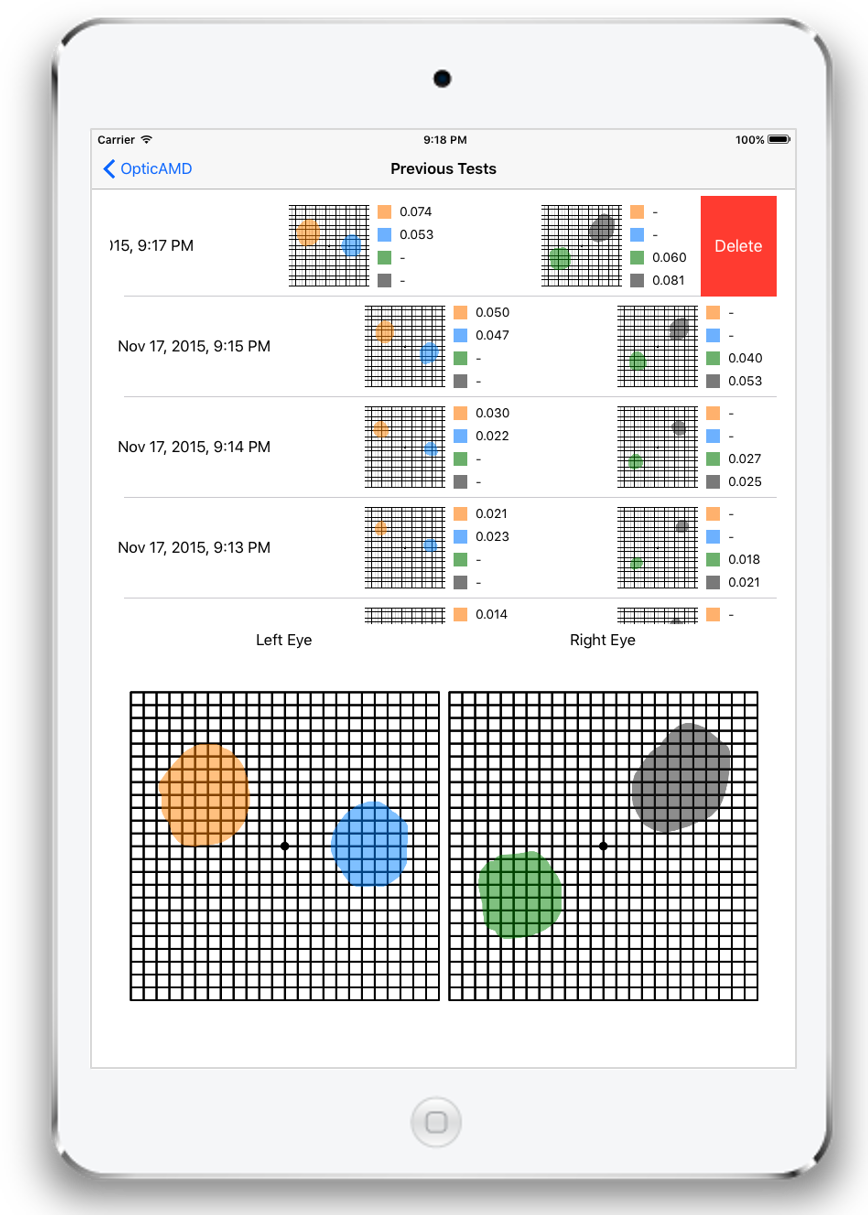 Carrier 9:18 PM 100%
OpticAMD Previous Tests
15, 9:17 PM
0.074 -
0.053 -
- 0.060
- 0.081
Delete
Nov 17, 2015, 9:15 PM
0.050 -
0.047 -
- 0.040
- 0.053
Nov 17, 2015, 9:14 PM
0.030 -
0.022 -
- 0.027
- 0.025
Nov 17, 2015, 9:13 PM
0.021 -
0.023 -
- 0.018
- 0.021
0.014 -
Left Eye Right Eye